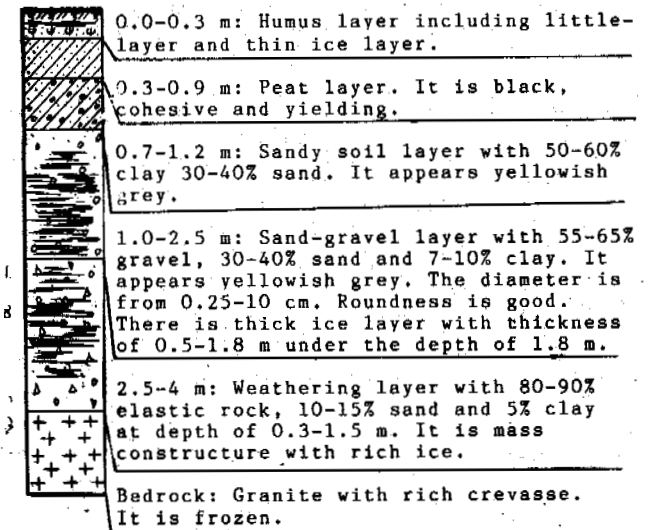 0.0-0.3 m: Humus layer including little-
layer and thin ice layer.
0.3-0.9 m: Peat layer. It is black,
cohesive and yielding.
0.7-1.2 m: Sandy soil layer with 50-60%
clay 30-40% sand. It appears yellowish
grey.
1.0-2.5 m: Sand-gravel layer with 55-65%
gravel, 30-40% sand and 7-10% clay. It
appears yellowish grey. The diameter is
from 0.25-10 cm. Roundness is good.
There is thick ice layer with thickness
of 0.5-1.8 m under the depth of 1.8 m.
2.5-4 m: Weathering layer with 80-90%
elastic rock, 10-15% sand and 5% clay
at depth of 0.3-1.5 m. It is mass
constructure with rich ice.
Bedrock: Granite with rich crevasse.
It is frozen.